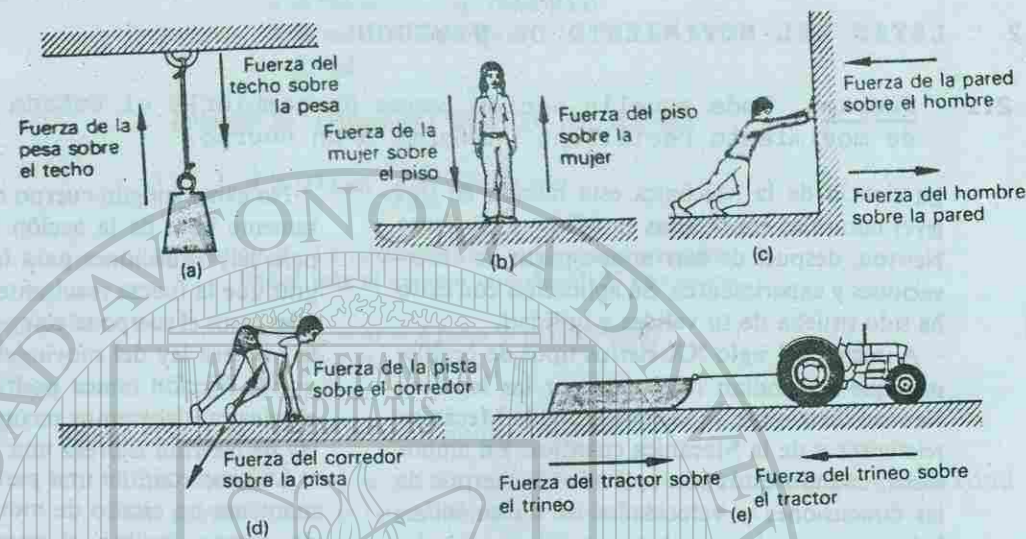 Fuerza del
techo sobre
la pesa
Fuerza de la
pesa sobre
el techo
(a)
Fuerza de la
mujer sobre
el piso
Fuerza del piso
sobre la
mujer
(b)
Fuerza de la pared
sobre el hombre
Fuerza del hombre
sobre la pared
(c)
Fuerza de la pista
sobre el corredor
Fuerza del corredor
sobre la pista
(d)
Fuerza del tractor sobre
el trineo
Fuerza del trineo sobre
el tractor
(e)
VERITATIS